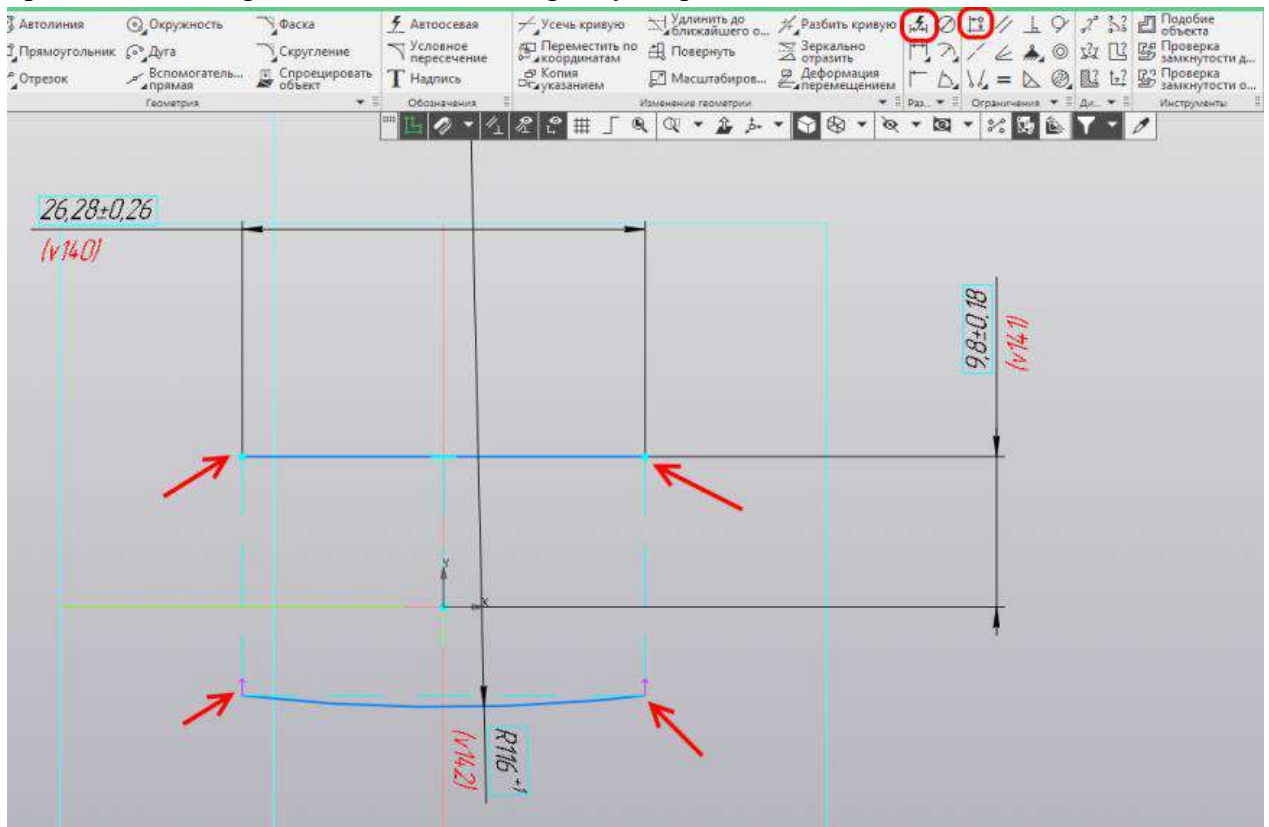 Автолиния Окружность Фаска Автоосевая Усечь кривую Удлинить до ближайшего о... Разбить кривую Подобие объекта
Прямоугольник Дуга Скругление Условное пересечение Переместить по координатам Повернуть Зеркально отразить Проверка замкнутости д...
Отрезок Вспомогатель... прямая Спроецировать объект Надпись Копия указанием Масштабиров... Деформация перемещением Проверка замкнутости о...
Геометрия Обозначения Изменение геометрии Раз... Ограничения Ди... Инструменты
26,28±0,26
(v140)
9,8±0,18
(v141)
Y
X
R116 +1
(v142)